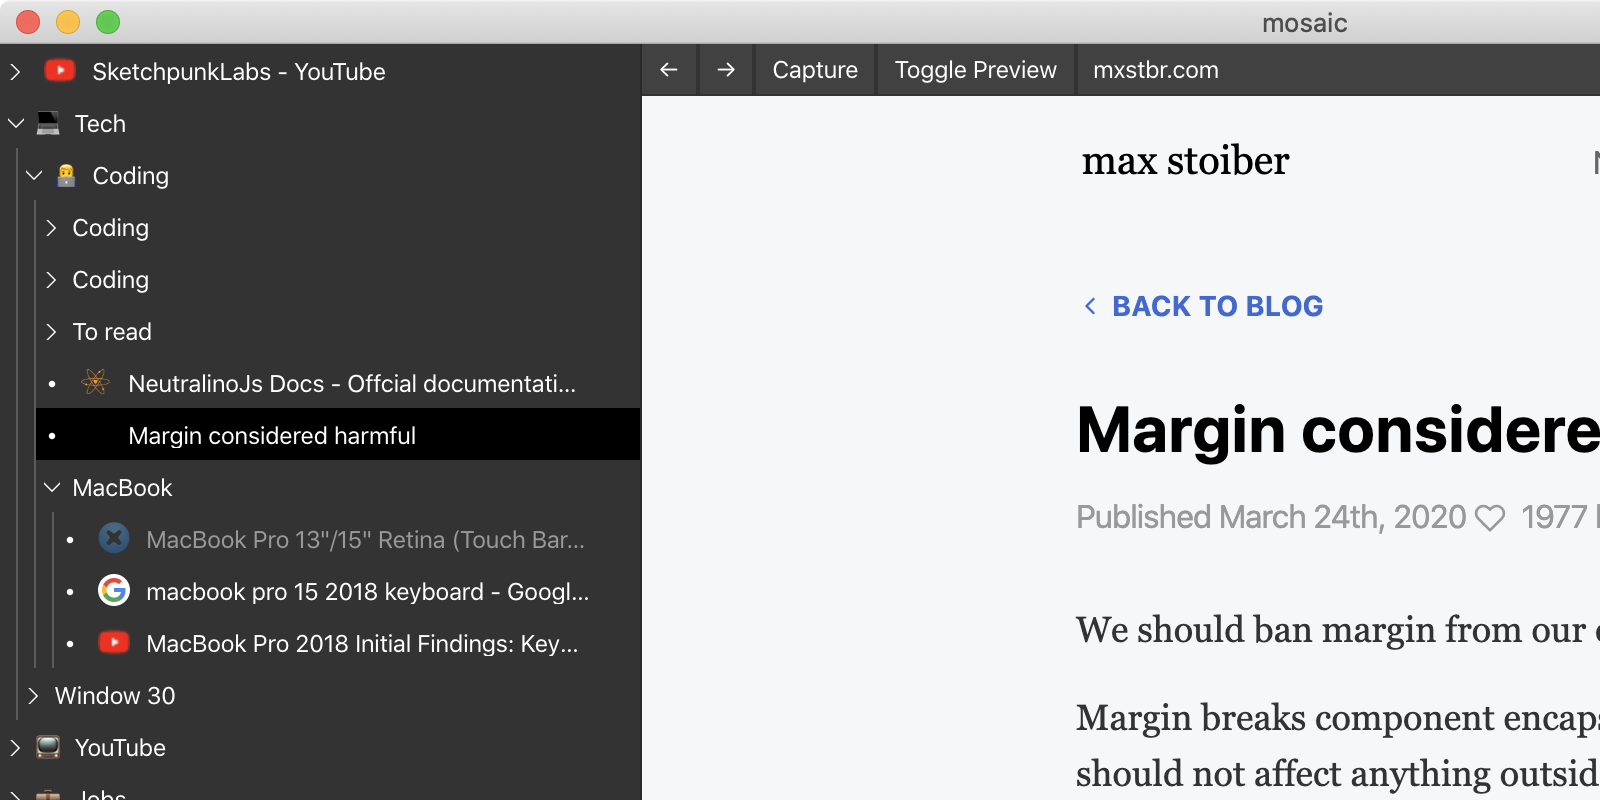 mosaic
SketchpunkLabs - YouTube
Tech
Coding
Coding
Coding
To read
NeutralinoJs Docs - Offcial documentati...
Margin considered harmful
MacBook
MacBook Pro 13"/15" Retina (Touch Bar...
macbook pro 15 2018 keyboard - Googl...
MacBook Pro 2018 Initial Findings: Key...
Window 30
YouTube
Jobs
← → Capture Toggle Preview mxstbr.com
max stoiber
BACK TO BLOG
Margin considere
Published March 24th, 2020 1977
We should ban margin from our
Margin breaks component encaps
should not affect anything outsid